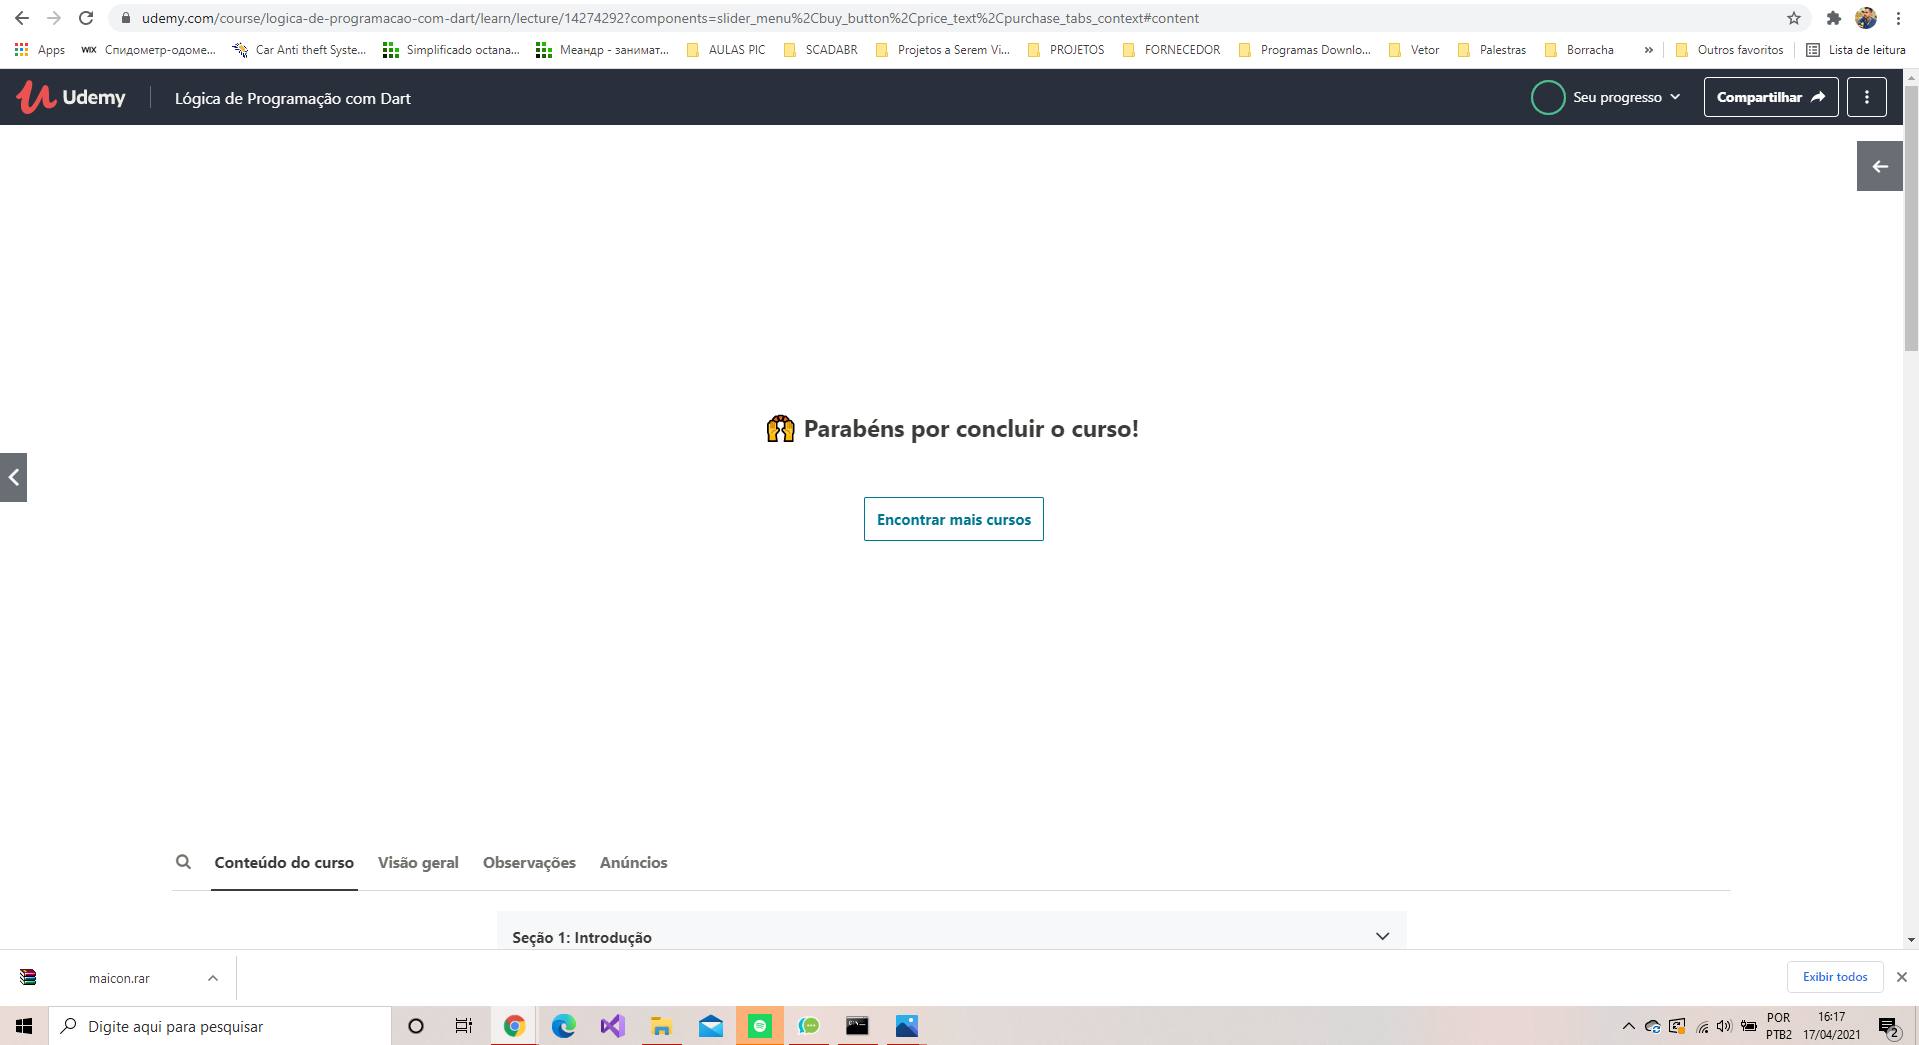 udemy.com/course/logica-de-programacao-com-dart/learn/lecture/14274292?components=slider_menu%2Cbuy_button%2Cprice_text%2Cpurchase_tabs_context#content
Apps WIX Спидометр-одоме... Car Anti theft Syste... Simplificado octana... Меандр - занимат... AULAS PIC SCADABR Projetos a Serem Vi... PROJETOS FORNECEDOR Programas Downlo... Vetor Palestras Borracha » Outros favoritos Lista de leitura
Udemy Lógica de Programação com Dart Seu progresso Compartilhar
Parabéns por concluir o curso!
Encontrar mais cursos
Conteúdo do curso Visão geral Observações Anúncios
Seção 1: Introdução
maicon.rar Exibir todos
Digite aqui para pesquisar POR 16:17
PTB2 17/04/2021 2